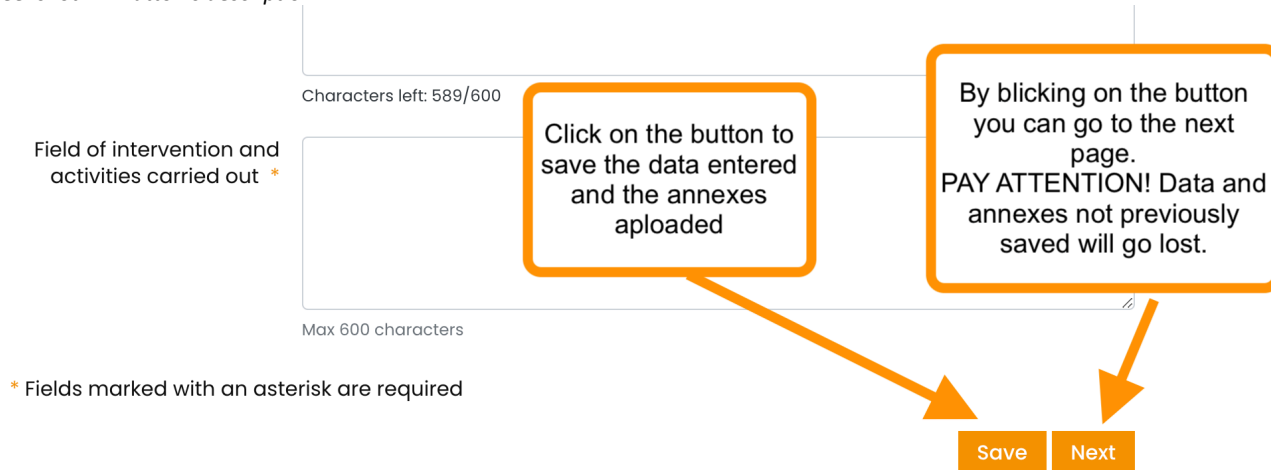 Characters left: 589/600
Field of intervention and
activities carried out *
Click on the button to
save the data entered
and the annexes
aploaded
By blicking on the button
you can go to the next
page.
PAY ATTENTION! Data and
annexes not previously
saved will go lost.
Max 600 characters
* Fields marked with an asterisk are required
Save
Next